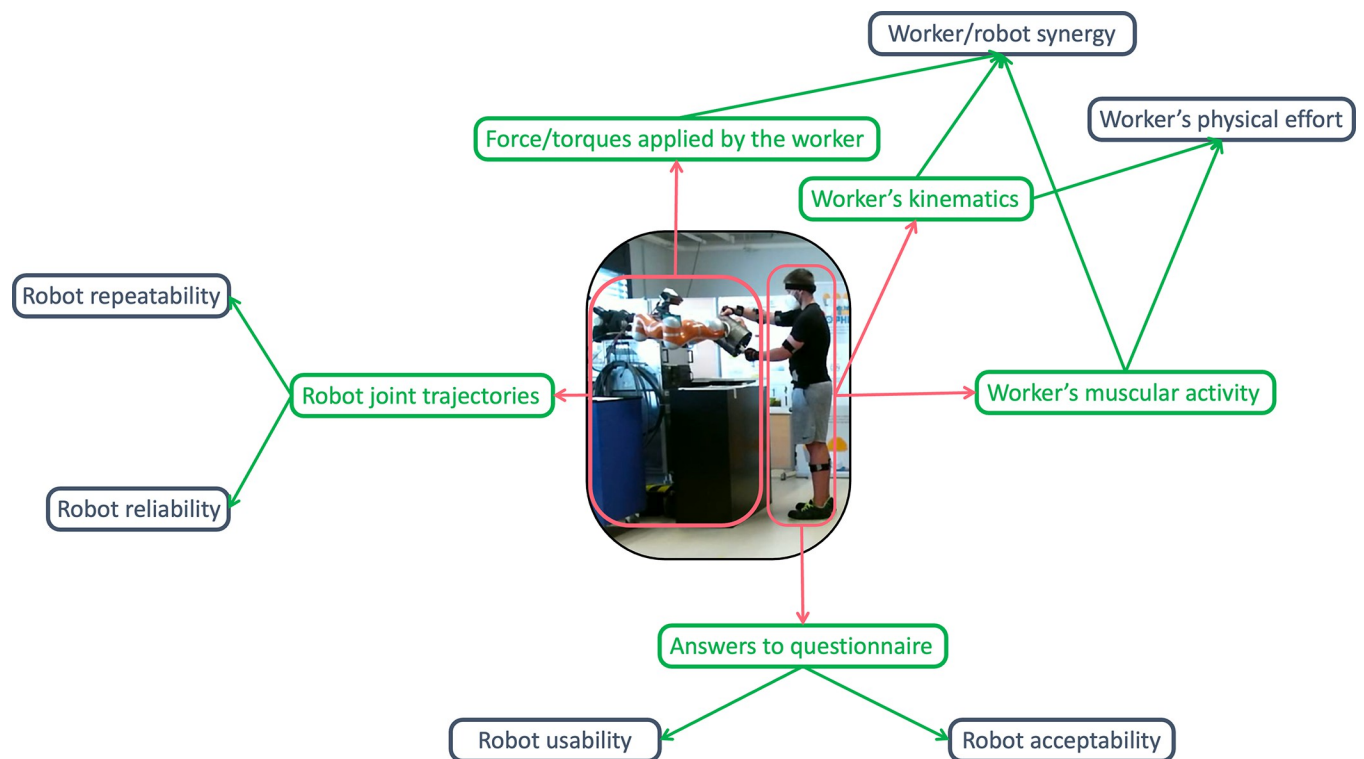 Worker/robot synergy
Worker's physical effort
Force/torques applied by the worker
Worker's kinematics
Robot repeatability
Robot joint trajectories
Worker's muscular activity
Robot reliability
Answers to questionnaire
Robot usability
Robot acceptability